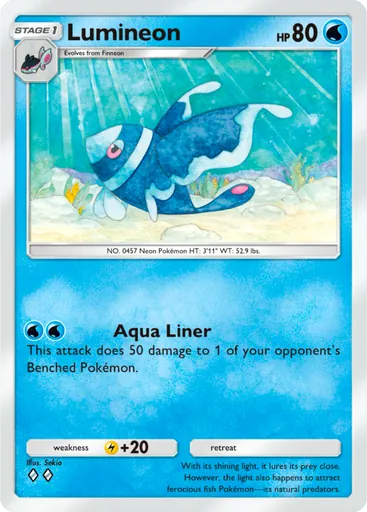 STAGE 1
Lumineon
HP 80
Evolves from Finneon
NO. 0457 Neon Pokémon HT: 3'11" WT: 52.9 lbs.
Aqua Liner
This attack does 50 damage to 1 of your opponent's
Benched Pokémon.
weakness +20
retreat
Illus. Sekio
With its shining light, it lures its prey close.
However, the light also happens to attract
ferocious fish Pokémon—its natural predators.